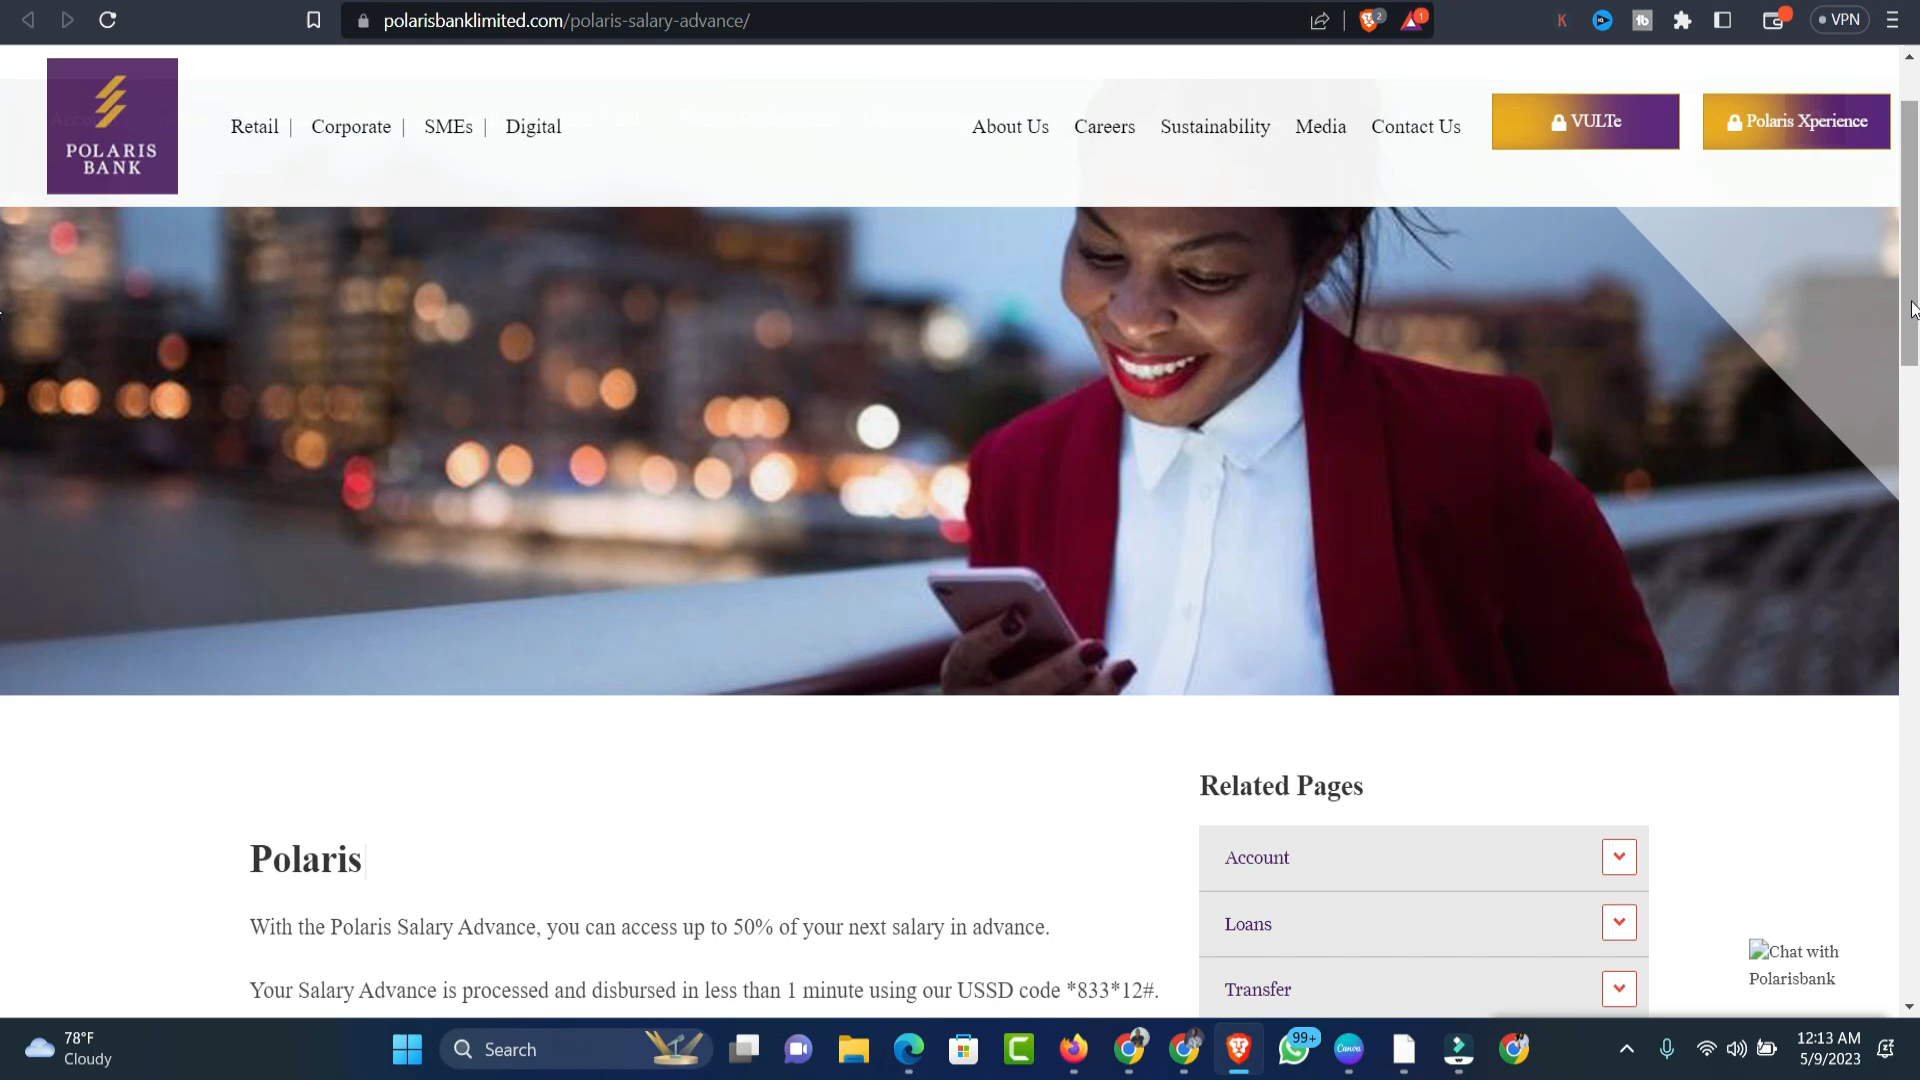 polarisbanklimited.com/polaris-salary-advance/
2
1
K
tb
VPN
POLARIS
BANK
Retail | Corporate | SMEs | Digital
About Us Careers Sustainability Media Contact Us
VULTe
Polaris Xperience
Related Pages
Account
Loans
Transfer
Polaris
With the Polaris Salary Advance, you can access up to 50% of your next salary in advance.
Your Salary Advance is processed and disbursed in less than 1 minute using our USSD code *833*12#.
Chat with
Polarisbank
78°F
Cloudy
Search
99+
Canva
12:13 AM
5/9/2023